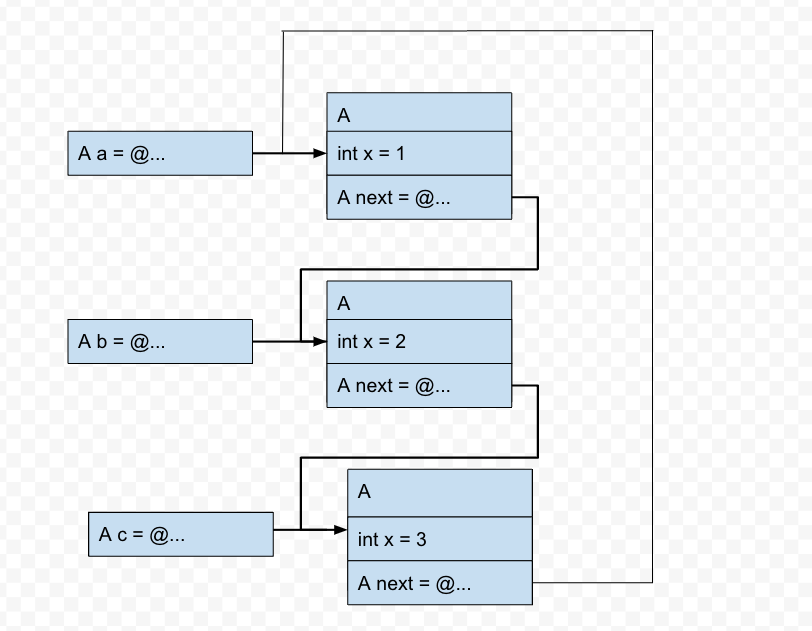 A
A a = @...
int x = 1
A next = @...
A
A b = @...
int x = 2
A next = @...
A
A c = @...
int x = 3
A next = @...